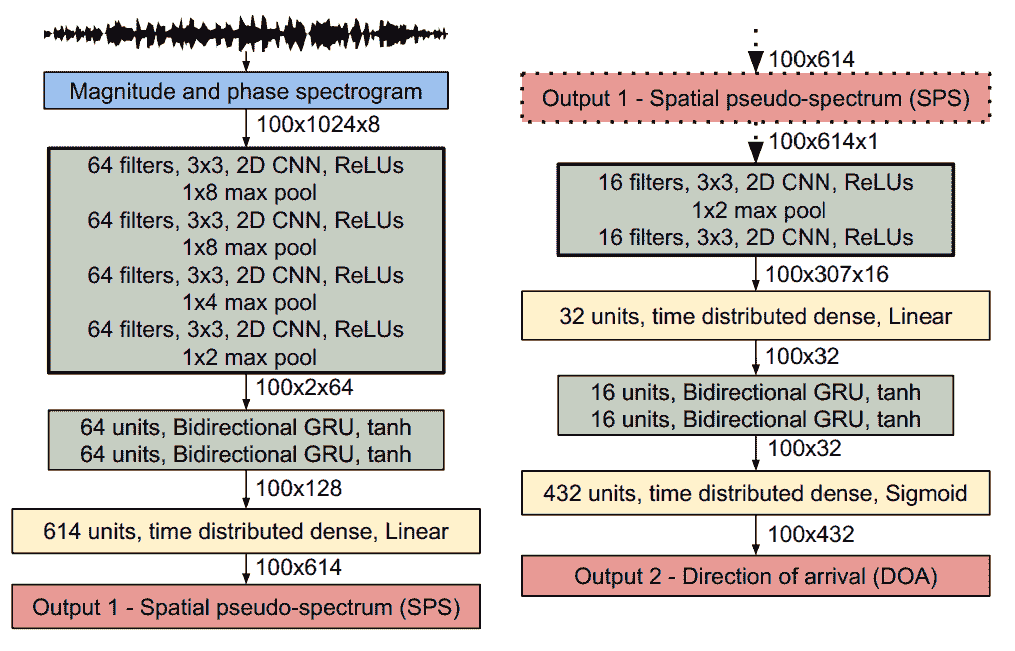 Magnitude and phase spectrogram
100x1024x8
64 filters, 3x3, 2D CNN, ReLUs
1x8 max pool
64 filters, 3x3, 2D CNN, ReLUs
1x8 max pool
64 filters, 3x3, 2D CNN, ReLUs
1x4 max pool
64 filters, 3x3, 2D CNN, ReLUs
1x2 max pool
100x2x64
64 units, Bidirectional GRU, tanh
64 units, Bidirectional GRU, tanh
100x128
614 units, time distributed dense, Linear
100x614
Output 1 - Spatial pseudo-spectrum (SPS)
100x614
Output 1 - Spatial pseudo-spectrum (SPS)
100x614x1
16 filters, 3x3, 2D CNN, ReLUs
1x2 max pool
16 filters, 3x3, 2D CNN, ReLUs
100x307x16
32 units, time distributed dense, Linear
100x32
16 units, Bidirectional GRU, tanh
16 units, Bidirectional GRU, tanh
100x32
432 units, time distributed dense, Sigmoid
100x432
Output 2 - Direction of arrival (DOA)